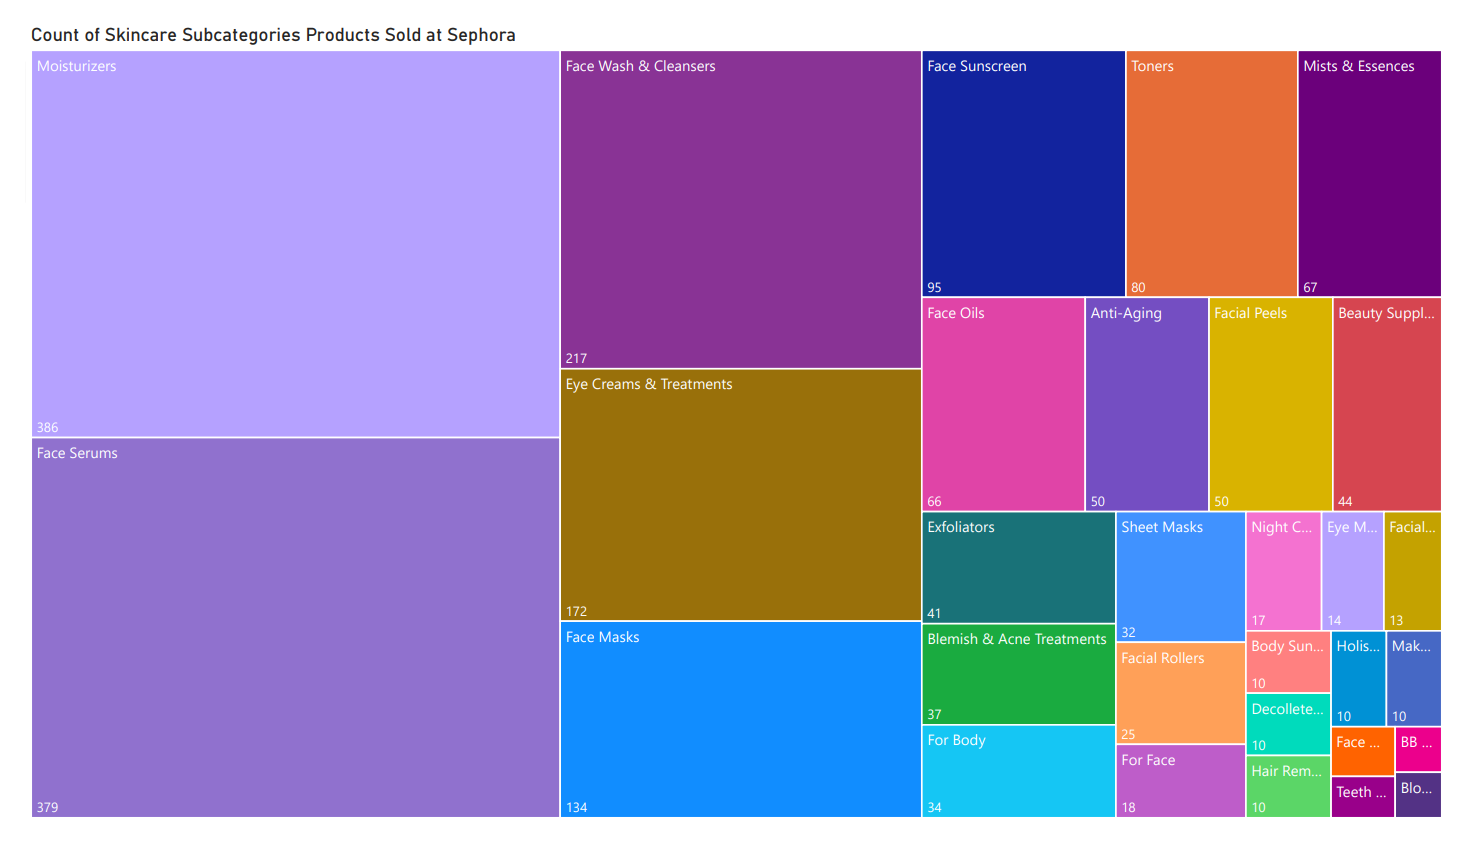 Count of Skincare Subcategories Products Sold at Sephora
Moisturizers
386
Face Serums
379
Face Wash & Cleansers
217
Eye Creams & Treatments
172
Face Masks
134
Face Sunscreen
95
Toners
80
Mists & Essences
67
Face Oils
66
Anti-Aging
50
Facial Peels
50
Beauty Suppl...
44
Exfoliators
41
Blemish & Acne Treatments
37
For Body
34
Sheet Masks
32
Facial Rollers
25
For Face
18
Night C...
17
Eye M...
14
Facial...
13
Body Sun...
10
Decollete...
10
Hair Rem...
10
Holis...
10
Mak...
10
Face ...
Teeth ...
BB ...
Blo...